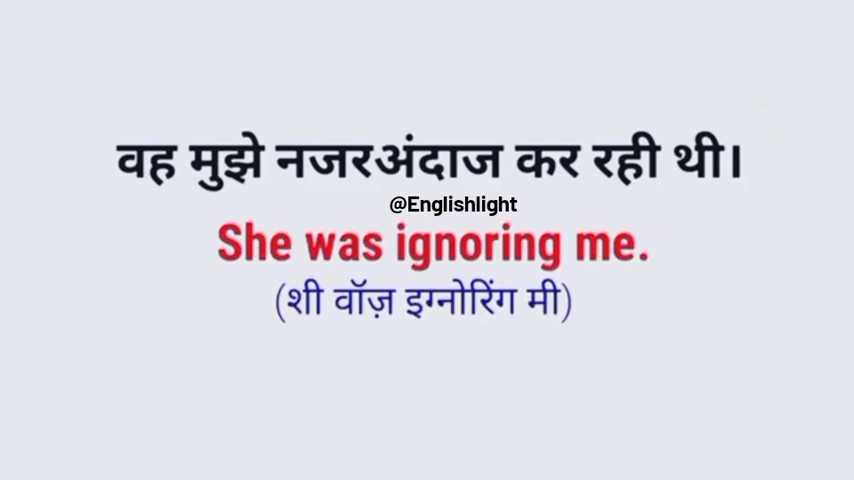 वह मुझे नजरअंदाज कर रही थी।
@Englishlight
She was ignoring me.
(शी वॉज़ इग्नोरिंग मी)